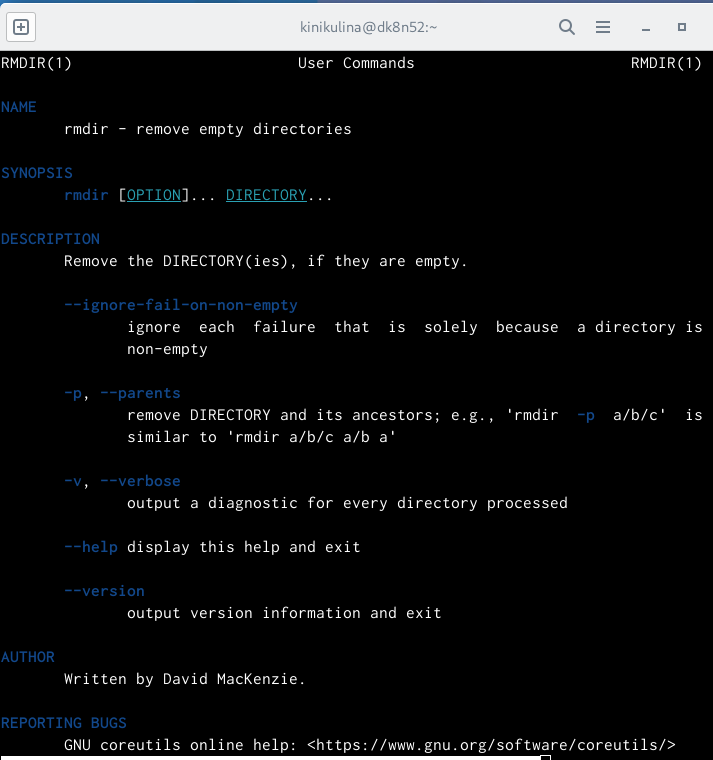 kinikulina@dk8n52:~
RMDIR(1) User Commands RMDIR(1)
NAME
rmdir - remove empty directories
SYNOPSIS
rmdir [OPTION]... DIRECTORY...
DESCRIPTION
Remove the DIRECTORY(ies), if they are empty.
--ignore-fail-on-non-empty
ignore each failure that is solely because a directory is
non-empty
-p, --parents
remove DIRECTORY and its ancestors; e.g., 'rmdir -p a/b/c' is
similar to 'rmdir a/b/c a/b a'
-v, --verbose
output a diagnostic for every directory processed
--help display this help and exit
--version
output version information and exit
AUTHOR
Written by David MacKenzie.
REPORTING BUGS
GNU coreutils online help: <https://www.gnu.org/software/coreutils/>